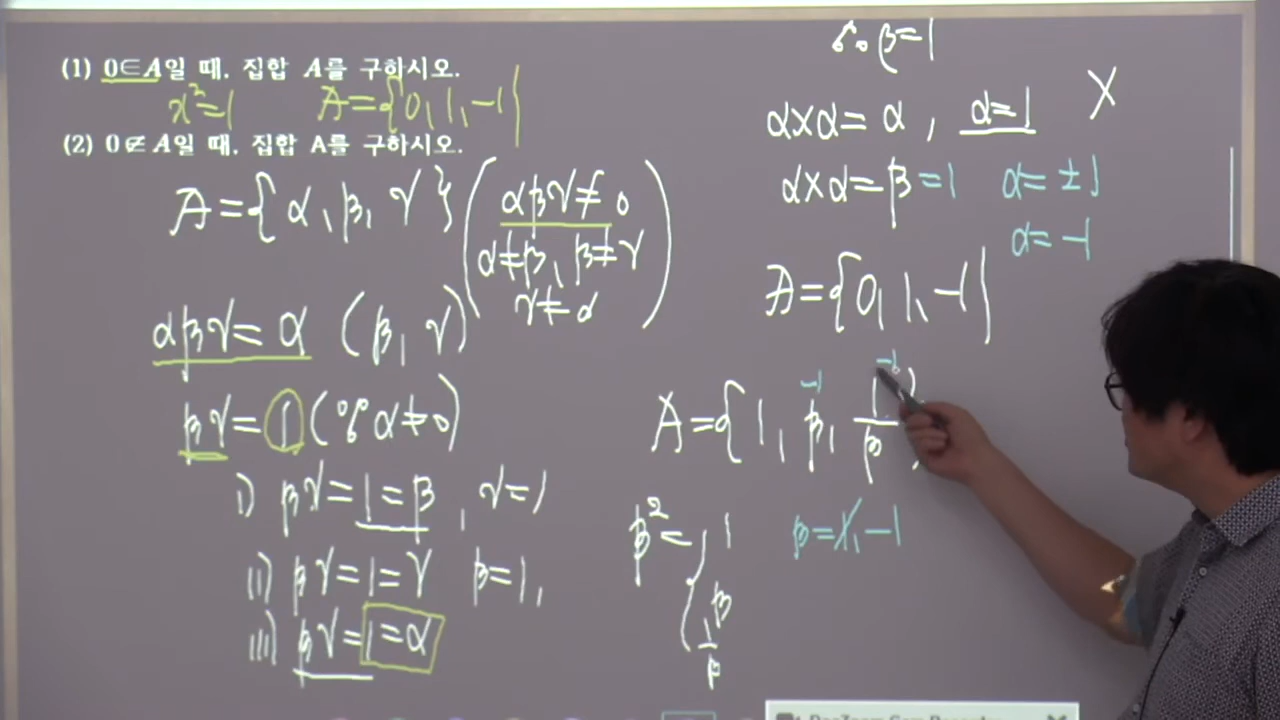 (1) 0∈A일 때, 집합 A를 구하시오.
x²=1 A={0, 1, -1}
(2) 0∉A일 때, 집합 A를 구하시오.
A={α, β, γ} (αβγ≠0
α≠β, β≠γ
γ≠α)
αβγ=α (β, γ)
βγ=1 (∵ α≠0)
i) βγ=1=β, γ=1
ii) βγ=1=γ β=1,
iii) βγ=1=α
∴ β=1
α×α=α, α=1 X
α×α=β=1 α=±1
α=-1
A={0, 1, -1}
-1 -1
A={1, β, 1/β}
β²={1
β
1/β
β=1, -1